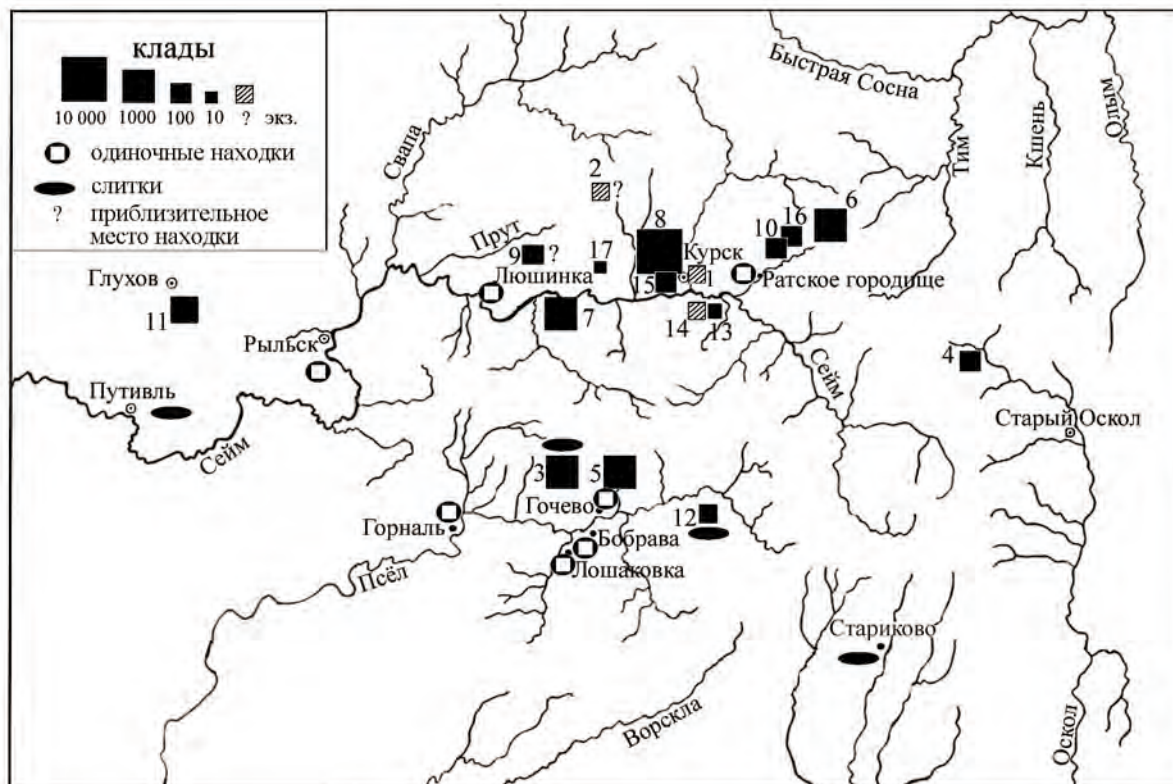 клады
10 000 1000 100 10 ? экз.
одиночные находки
слитки
? приблизительное
место находки
Быстрая Сосна
Тим
Кшень
Олым
Свапа
2 ?
6
16
10
8
Прут
9 ?
17
Курск
1
Люшинка
15
Ратское городище
Глухов
11
7
14 13
Рыльск
Сейм
4
Путивль
Сейм
Старый Оскол
3 5
Гочево
12
Горналь
Бобрава
Лошаковка
Псёл
Стариково
Ворскла
Оскол